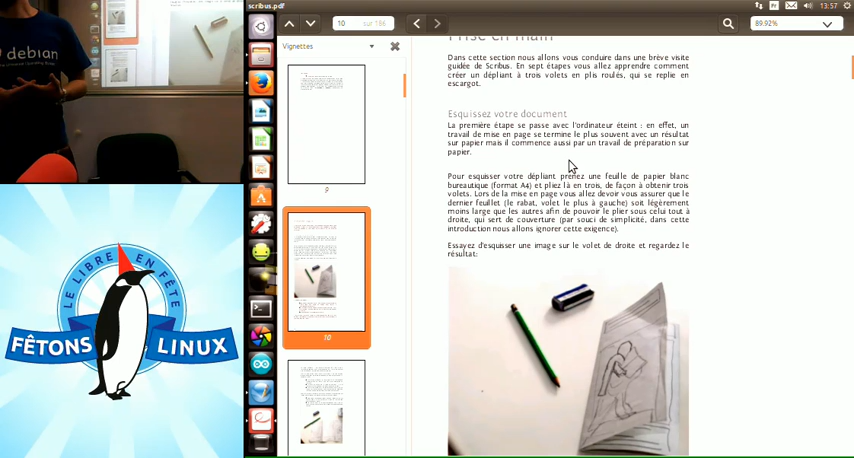 debian
LE LIBRE EN FÊTE
FÊTONS LINUX
scribus.pdf
Fr
13:57
10 sur 186
89.92%
Vignettes
9
10
Prise en main
Dans cette section nous allons vous conduire dans une brève visite
guidée de Scribus. En sept étapes vous allez apprendre comment
créer un dépliant à trois volets en plis roulés, qui se replie en
escargot.
Esquissez votre document
La première étape se passe avec l'ordinateur éteint : en effet, un
travail de mise en page se termine le plus souvent avec un résultat
sur papier mais il commence aussi par un travail de préparation sur
papier.
Pour esquisser votre dépliant prenez une feuille de papier blanc
bureautique (format A4) et pliez là en trois, de façon à obtenir trois
volets. Lors de la mise en page vous allez devoir vous assurer que le
dernier feuillet (le rabat, volet le plus à gauche) soit légèrement
moins large que les autres afin de pouvoir le plier sous celui tout à
droite, qui sert de couverture (par souci de simplicité, dans cette
introduction nous allons ignorer cette exigence).
Essayez d'esquisser une image sur le volet de droite et regardez le
résultat: